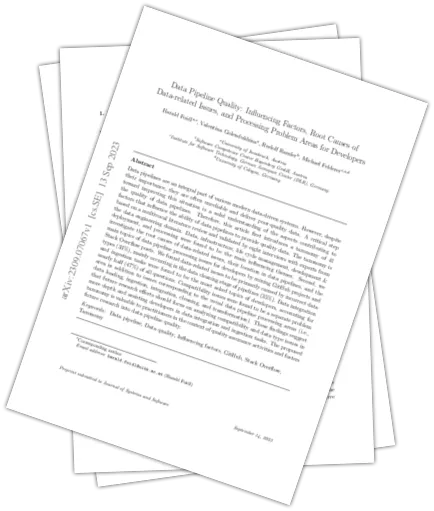 Data Pipeline Quality: Influencing Factors, Root Causes of
Data-related Issues, and Processing Problem Areas for Developers
Harald Foidl, Valentina Golendukhina, Rudolf Ramler, Michael Felderer
University of Innsbruck, Austria
Software Competence Center Hagenberg GmbH, Austria
Institute for Software Technology, German Aerospace Center (DLR), Germany
University of Cologne, Germany
Abstract
Data pipelines are an integral part of various modern data-driven systems. However, despite
their importance, they are often unreliable and deliver poor-quality data. A critical step
toward improving this situation is a solid understanding of the aspects contributing to
the quality of data pipelines. Therefore, this article first introduces a taxonomy of
factors that influence the ability of data pipelines to provide quality data. The taxonomy is
based on a multivocal literature review and validated by eight interviews with experts from
the data engineering domain. Data, infrastructure, life cycle management, development &
deployment, and processing were found to be the main influencing themes. Second, we
investigate the root causes of data-related issues, their location in data pipelines, and the
main topics of data pipeline processing issues for developers by mining GitHub projects and
Stack Overflow posts. We found data-related issues to be primarily caused by incorrect data
types (33%), mainly occurring in the data cleaning stage of pipelines (35%). Data integration
and ingestion tasks were found to be the most asked topics of developers, accounting for
nearly half (47%) of all questions. Compatibility issues were found to be a separate problem
area in addition to issues corresponding to the usual data pipeline processing areas (i.e.,
data loading, ingestion, integration, cleaning, and transformation). These findings suggest
that future research efforts should focus on analyzing compatibility and data type issues in
more depth and assisting developers in data integration and ingestion tasks. The proposed
taxonomy is valuable to practitioners in the context of quality assurance activities and fosters
future research into data pipeline quality.
Keywords: Data pipeline, Data quality, Influencing factors, GitHub, Stack Overflow,
Taxonomy
Corresponding author
Email address: (Harald Foidl)
Preprint submitted to Journal of Systems and Software
September 14, 2023
arXiv:2309.07067v1 [cs.SE] 13 Sep 2023